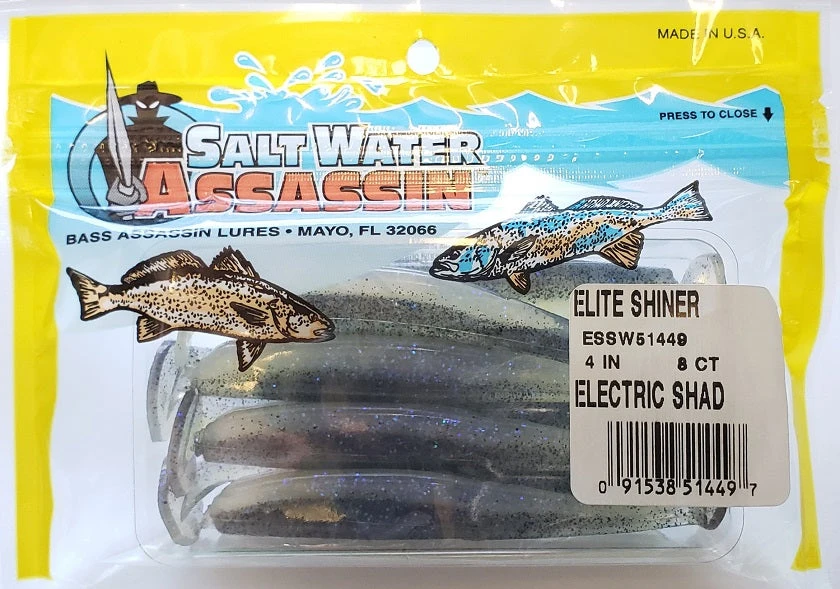 MADE IN U.S.A.
PRESS TO CLOSE
SALT WATER
ASSASSIN
BASS ASSASSIN LURES • MAYO, FL 32066
ELITE SHINER
ESSW51449
4 IN 8 CT
ELECTRIC SHAD
0 91538 51449 7